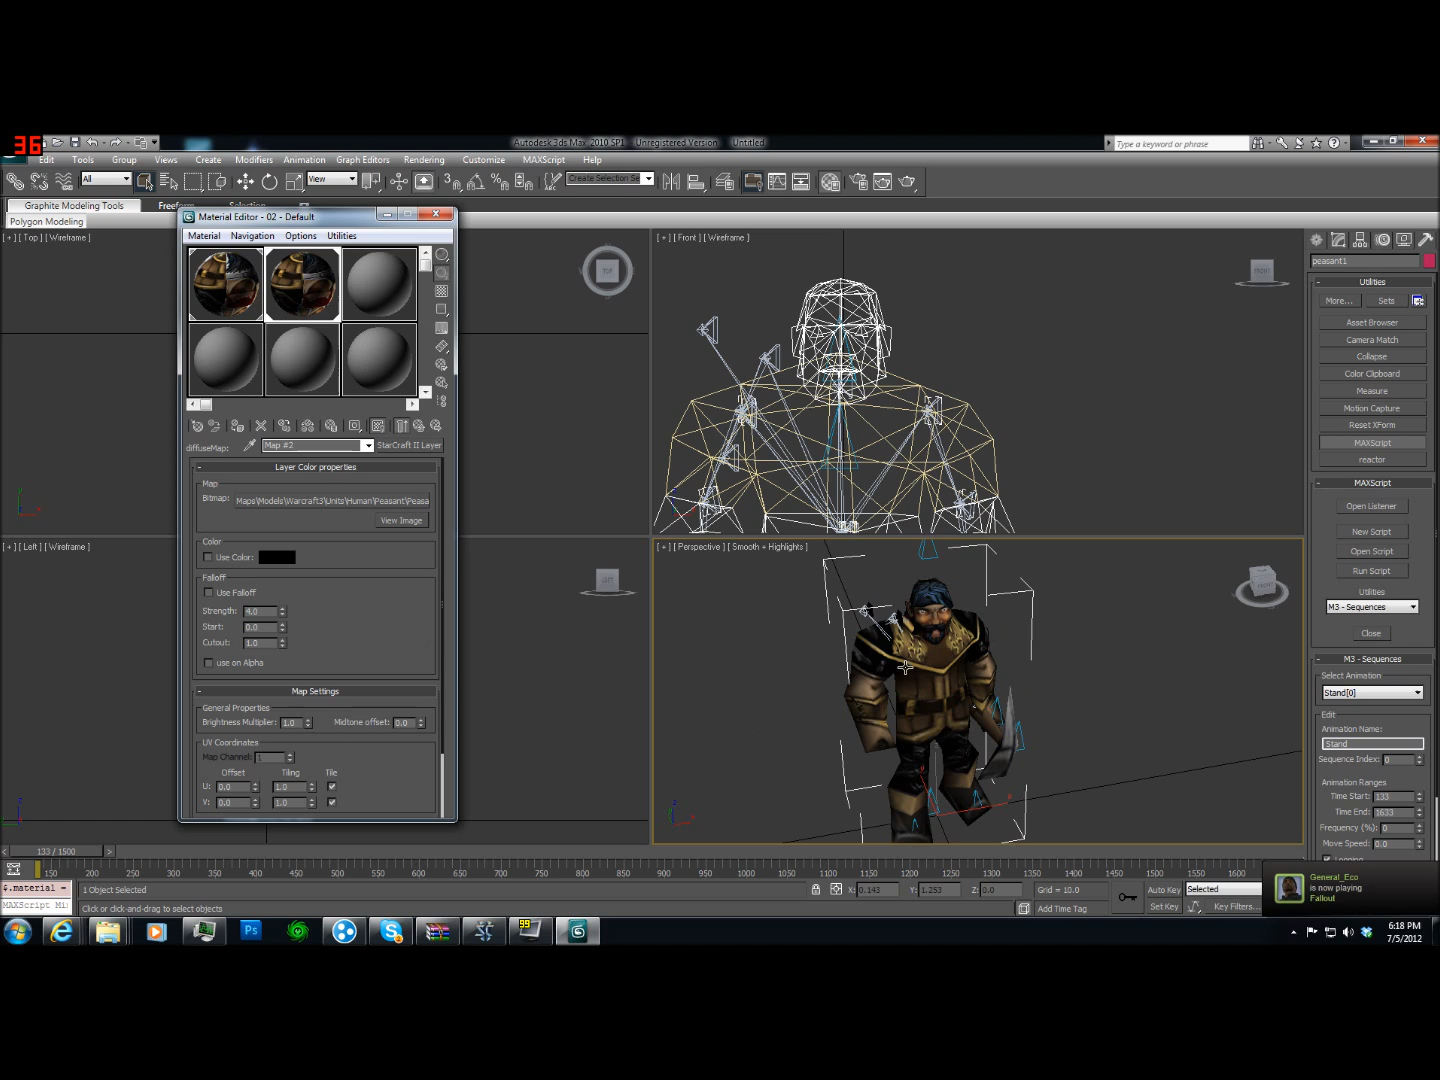 36
Autodesk 3ds Max 2010 SP1 Unregistered Version Untitled
Type a keyword or phrase
Edit Tools Group Views Create Modifiers Animation Graph Editors Rendering Customize MAXScript Help
All View Create Selection Se
Graphite Modeling Tools Freeform Selection
Polygon Modeling
[ + ] [ Top ] [ Wireframe ]
TOP
[ + ] [ Front ] [ Wireframe ]
FRONT
[ + ] [ Left ] [ Wireframe ]
LEFT
[ + ] [ Perspective ] [ Smooth + Highlights ]
FRONT
Material Editor - 02 - Default
Material Navigation Options Utilities
diffuseMap: Map #2 StarCraft II Layer
Layer Color properties
Map
Bitmap: Maps\Models\Warcraft3\Units\Human\Peasant\Peasa
View Image
Color
Use Color:
Falloff
Use Falloff
Strength: 4.0
Start: 0.0
Cutout: 1.0
use on Alpha
Map Settings
General Properties
Brightness Multiplier: 1.0 Midtone offset: 0.0
UV Coordinates
Map Channel: 1
Offset Tiling Tile
U: 0.0 1.0
V: 0.0 1.0
peasant1
Utilities
More... Sets
Asset Browser
Camera Match
Collapse
Color Clipboard
Measure
Motion Capture
Reset XForm
MAXScript
reactor
MAXScript
Open Listener
New Script
Open Script
Run Script
Utilities
M3 - Sequences
Close
M3 - Sequences
Select Animation
Stand[0]
Edit
Animation Name:
Stand
Sequence Index: 0
Animation Ranges
Time Start: 133
Time End: 1633
Frequency (%): 0
Move Speed: 0.0
133 / 1500
150 200 250 300 350 400 450 500 550 600 650 700 750 800 850 900 950 1000 1050 1100 1150 1200 1250 1300 1350 1400 1450 1500 1550 1600
$.material =
MAXScript Mi
1 Object Selected
Click or click-and-drag to select objects
X: 0.143 Y: 1.253 Z: 0.0 Grid = 10.0
Add Time Tag
Auto Key Selected
Set Key Key Filters...
General_Eco
is now playing
Fallout
Ps
99
6:18 PM
7/5/2012